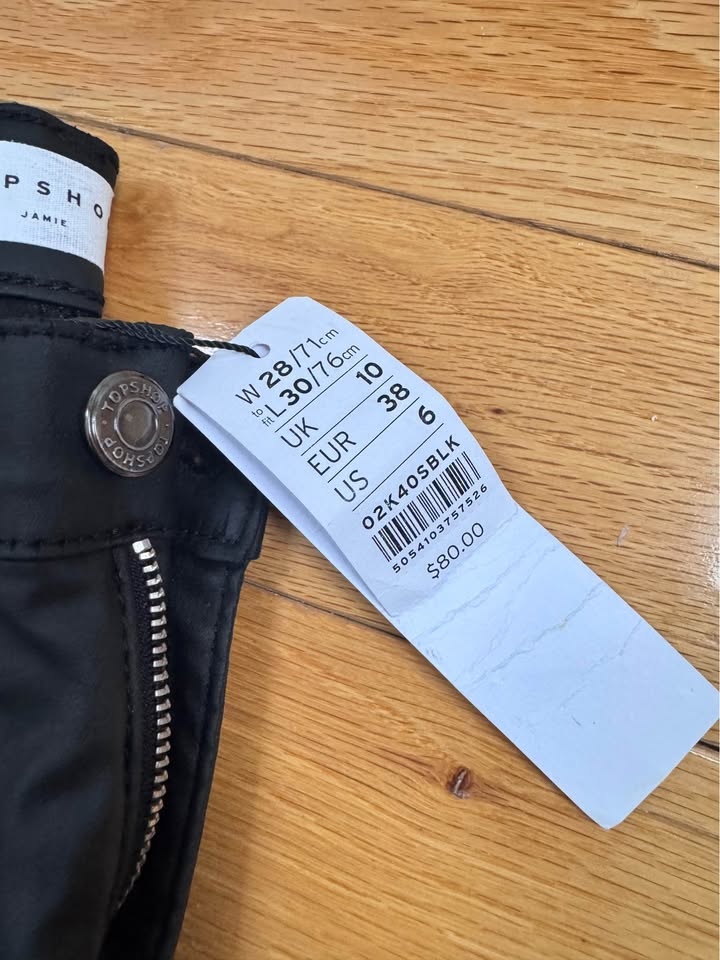 PSHO
JAMIE
TOPSHOP · TOPSHOP ·
W 28/71cm
to fit L 30/76cm
UK 10
EUR 38
US 6
02K40SBLK
5054103757526
$80.00